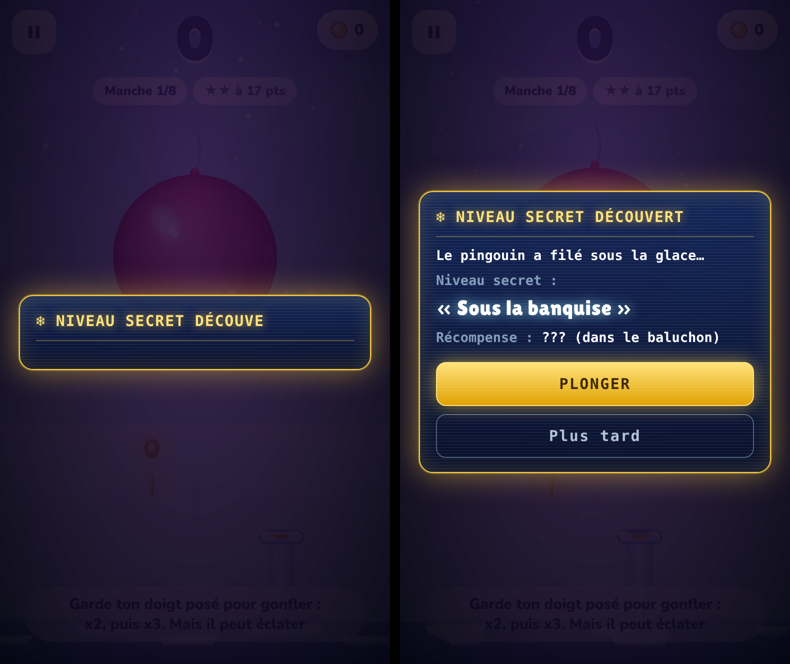 0
0
Manche 1/8
★★ à 17 pts
❄ NIVEAU SECRET DÉCOUVE
Garde ton doigt posé pour gonfler :
x2, puis x3. Mais il peut éclater
0
0
Manche 1/8
★★ à 17 pts
❄ NIVEAU SECRET DÉCOUVERT
Le pingouin a filé sous la glace…
Niveau secret :
« Sous la banquise »
Récompense : ??? (dans le baluchon)
PLONGER
Plus tard
Garde ton doigt posé pour gonfler :
x2, puis x3. Mais il peut éclater